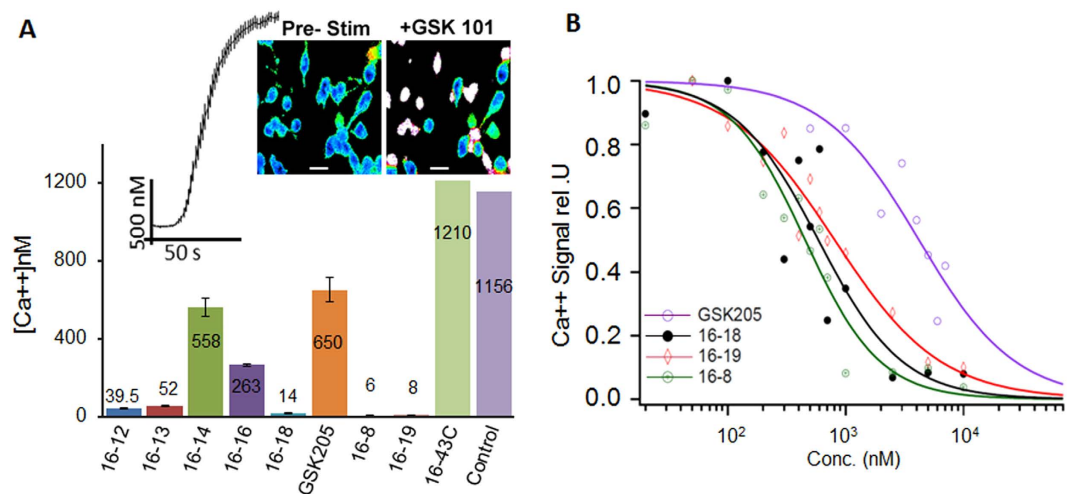 A
Pre- Stim
+GSK 101
500 nM
50 s
[Ca++]nM
1200
800
400
0
39.5
52
558
263
14
650
6
8
1210
1156
16-12
16-13
16-14
16-16
16-18
GSK205
16-8
16-19
16-43C
Control
B
Ca++ Signal rel .U
1.0
0.8
0.6
0.4
0.2
0.0
GSK205
16-18
16-19
16-8
10²
10³
10⁴
Conc. (nM)